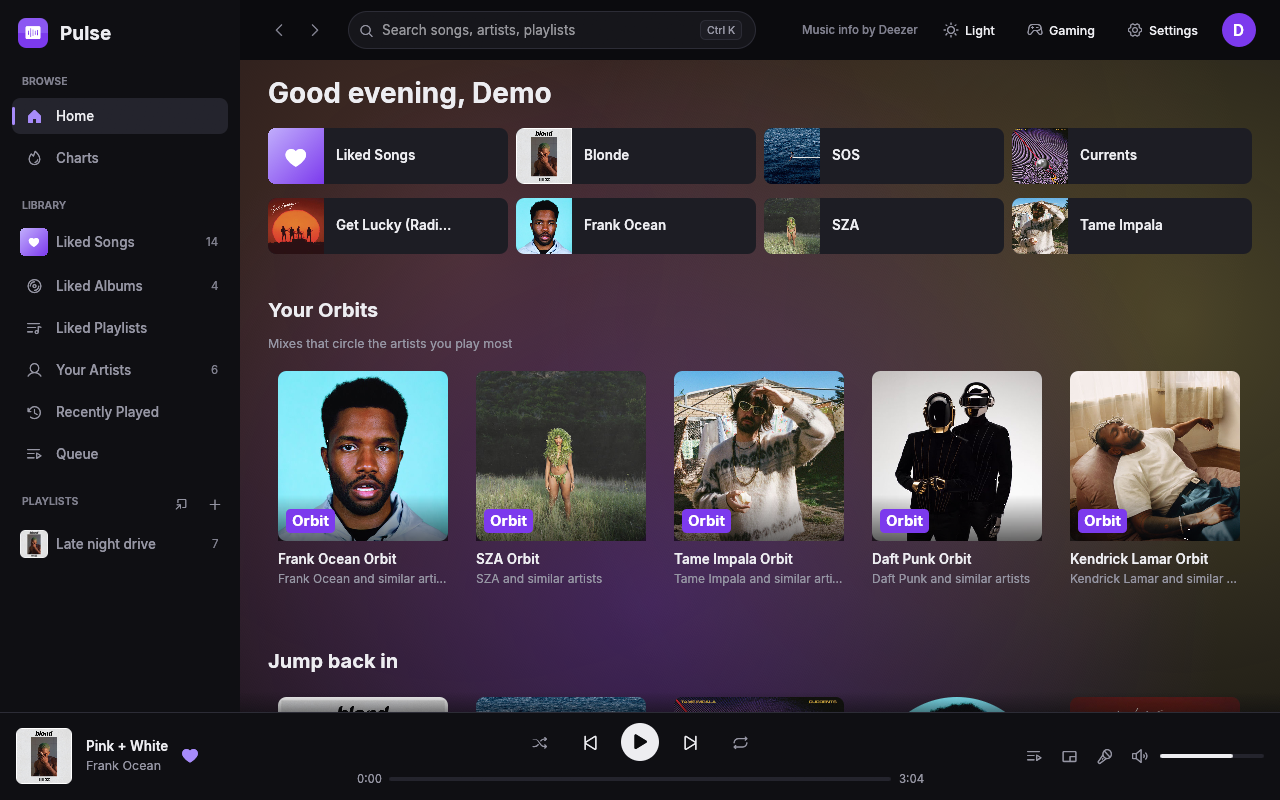 Pulse
Search songs, artists, playlists
Ctrl K
Music info by Deezer
Light
Gaming
Settings
D
BROWSE
Home
Charts
LIBRARY
Liked Songs
14
Liked Albums
4
Liked Playlists
Your Artists
6
Recently Played
Queue
PLAYLISTS
Late night drive
7
Good evening, Demo
Liked Songs
blond
Blonde
SOS
Currents
Get Lucky (Radi...
Frank Ocean
SZA
Tame Impala
Your Orbits
Mixes that circle the artists you play most
Orbit
Orbit
Orbit
Orbit
Orbit
Frank Ocean Orbit
Frank Ocean and similar arti...
SZA Orbit
SZA and similar artists
Tame Impala Orbit
Tame Impala and similar arti...
Daft Punk Orbit
Daft Punk and similar artists
Kendrick Lamar Orbit
Kendrick Lamar and similar ...
Jump back in
blond
TAME IMPALA
CURRENTS
blond
Pink + White
Frank Ocean
0:00
3:04